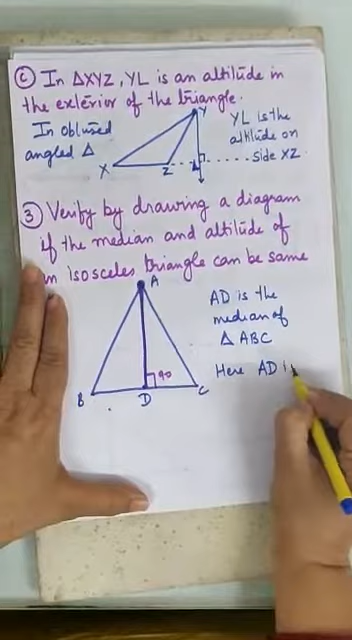 (c) In ΔXYZ, YL is an altitude in
the exterior of the triangle.
In obtused
angled Δ
Y
X
Z
L
YL is the
altitude on
side XZ
(3) Verify by drawing a diagram
if the median and altitude of
an isosceles triangle can be same
A
B
D
C
90
AD is the
median of
Δ ABC
Here AD i